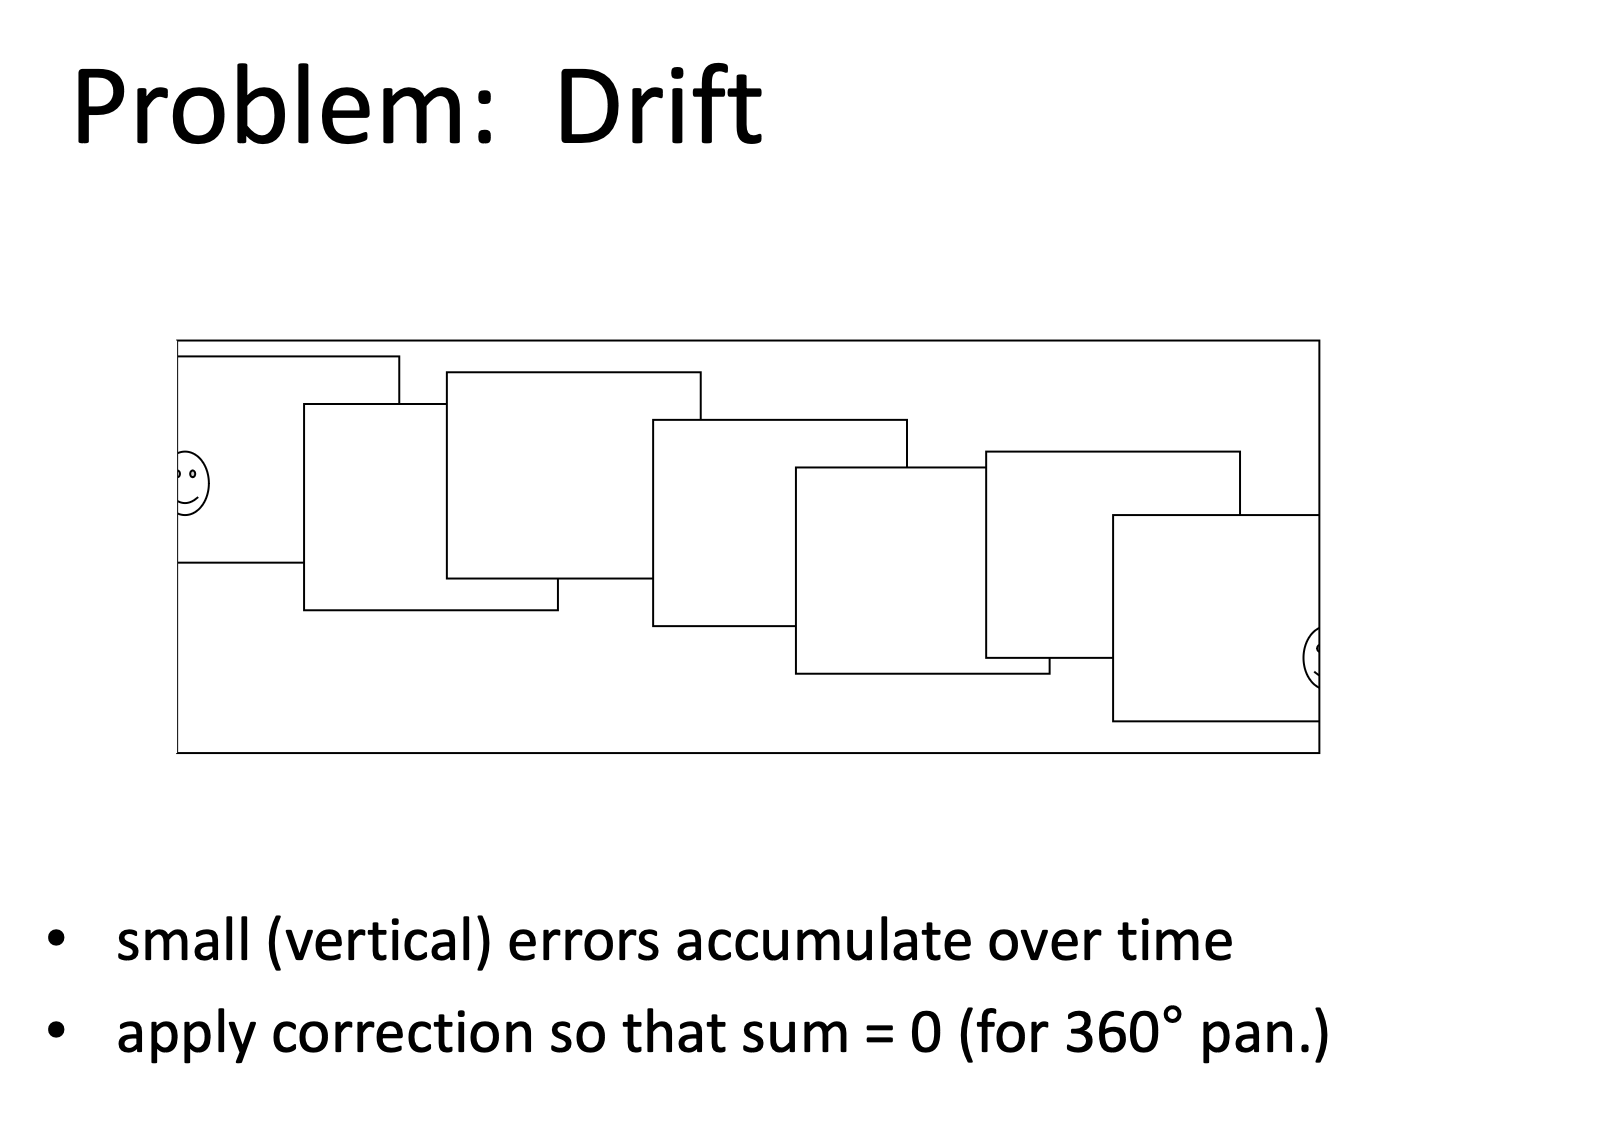 Problem:  Drift
• small (vertical) errors accumulate over time
• apply correction so that sum = 0 (for 360° pan.)